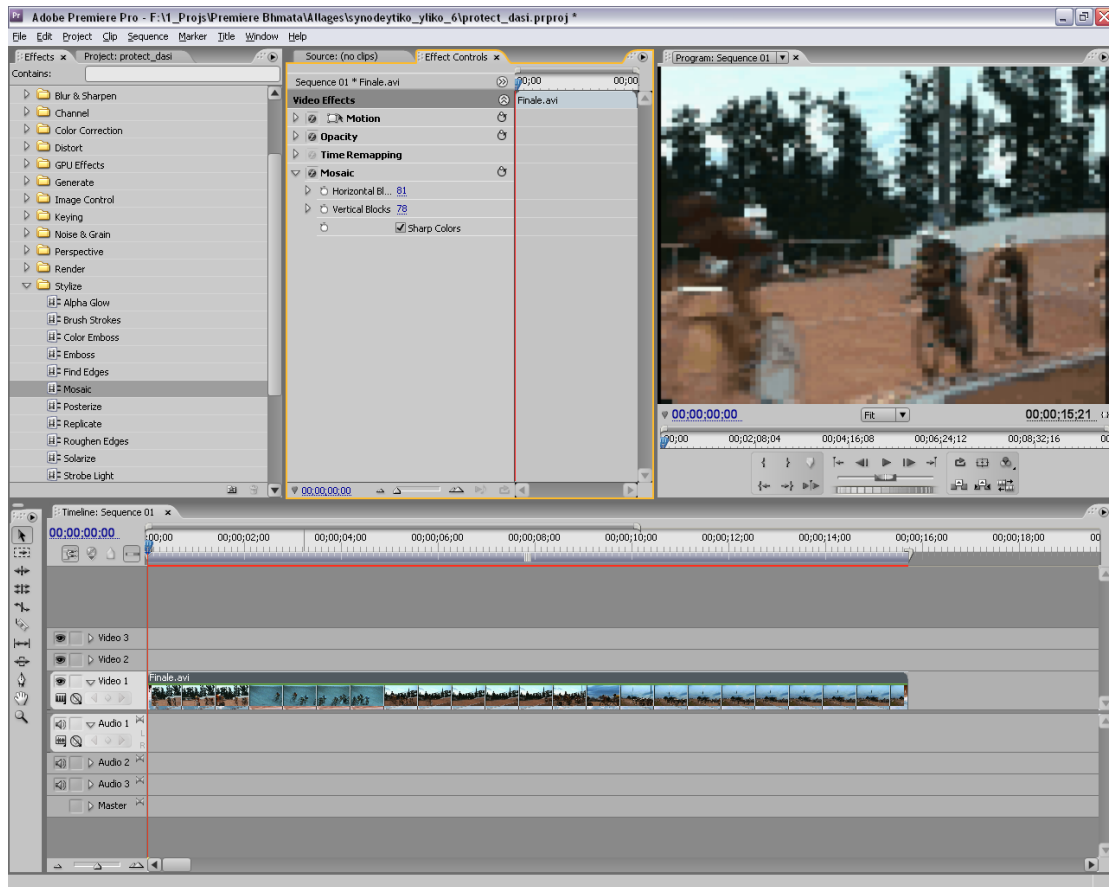 Adobe Premiere Pro - F:\1_Projs\Premiere Bhmata\Allages\synodeytiko_yliko_6\protect_dasi.prproj *
File Edit Project Clip Sequence Marker Title Window Help
Effects x Project: protect_dasi
Contains:
Blur & Sharpen
Channel
Color Correction
Distort
GPU Effects
Generate
Image Control
Keying
Noise & Grain
Perspective
Render
Stylize
Alpha Glow
Brush Strokes
Color Emboss
Emboss
Find Edges
Mosaic
Posterize
Replicate
Roughen Edges
Solarize
Strobe Light
Source: (no clips) Effect Controls x
Sequence 01 * Finale.avi
00;00 00;00
Video Effects Finale.avi
Motion
Opacity
Time Remapping
Mosaic
Horizontal Bl... 81
Vertical Blocks 78
Sharp Colors
00;00;00;00
Program: Sequence 01 x
00;00;00;00 Fit 00;00;15;21
00;00 00;02;08;04 00;04;16;08 00;06;24;12 00;08;32;16 00
Timeline: Sequence 01 x
00;00;00;00
;00;00 00;00;02;00 00;00;04;00 00;00;06;00 00;00;08;00 00;00;10;00 00;00;12;00 00;00;14;00 00;00;16;00 00;00;18;00 00
Video 3
Video 2
Video 1 Finale.avi
Audio 1
L
R
Audio 2
Audio 3
Master